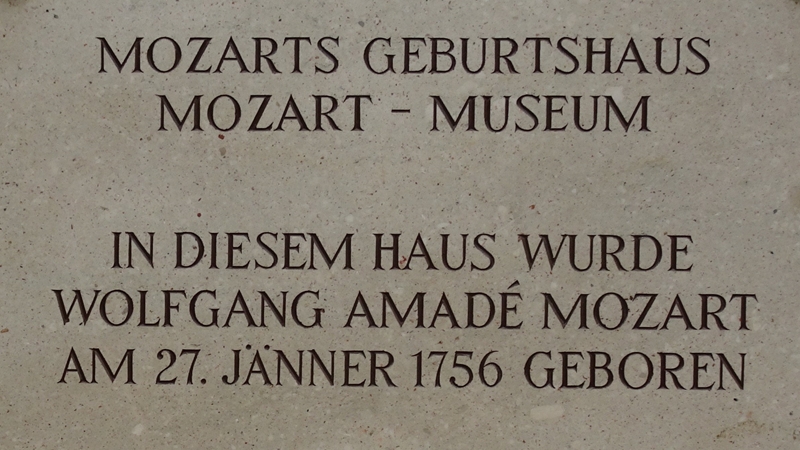 MOZARTS GEBURTSHAUS
MOZART – MUSEUM
IN DIESEM HAUS WURDE
WOLFGANG AMADÉ MOZART
AM 27. JÄNNER 1756 GEBOREN